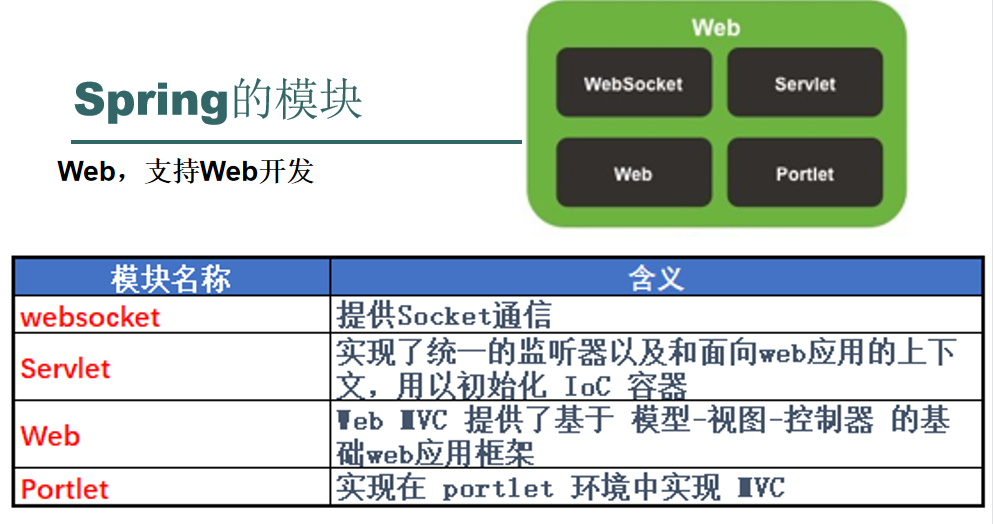 Spring的模块
Web，支持Web开发
Web
WebSocket
Servlet
Web
Portlet
模块名称
含义
websocket
提供Socket通信
Servlet
实现了统一的监听器以及和面向web应用的上下
文，用以初始化 IoC 容器
Web
Web MVC 提供了基于 模型-视图-控制器 的基
础web应用框架
Portlet
实现在 portlet 环境中实现 MVC